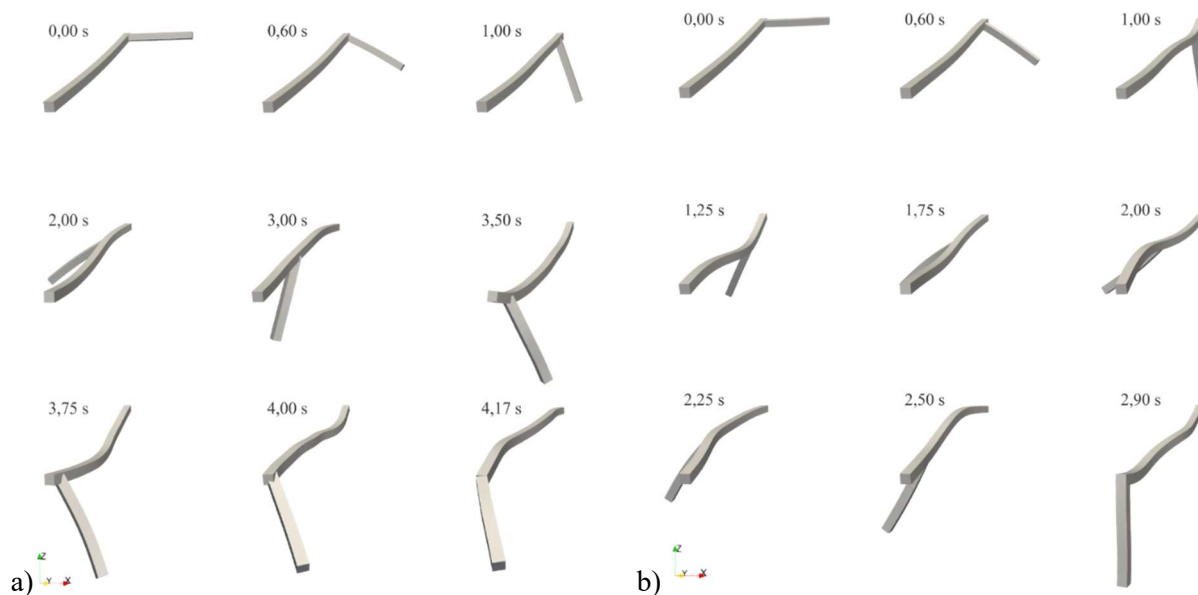 0,00 s 0,60 s 1,00 s
2,00 s 3,00 s 3,50 s
3,75 s 4,00 s 4,17 s
Z
Y X
a)
0,00 s 0,60 s 1,00 s
1,25 s 1,75 s 2,00 s
2,25 s 2,50 s 2,90 s
Z
Y X
b)